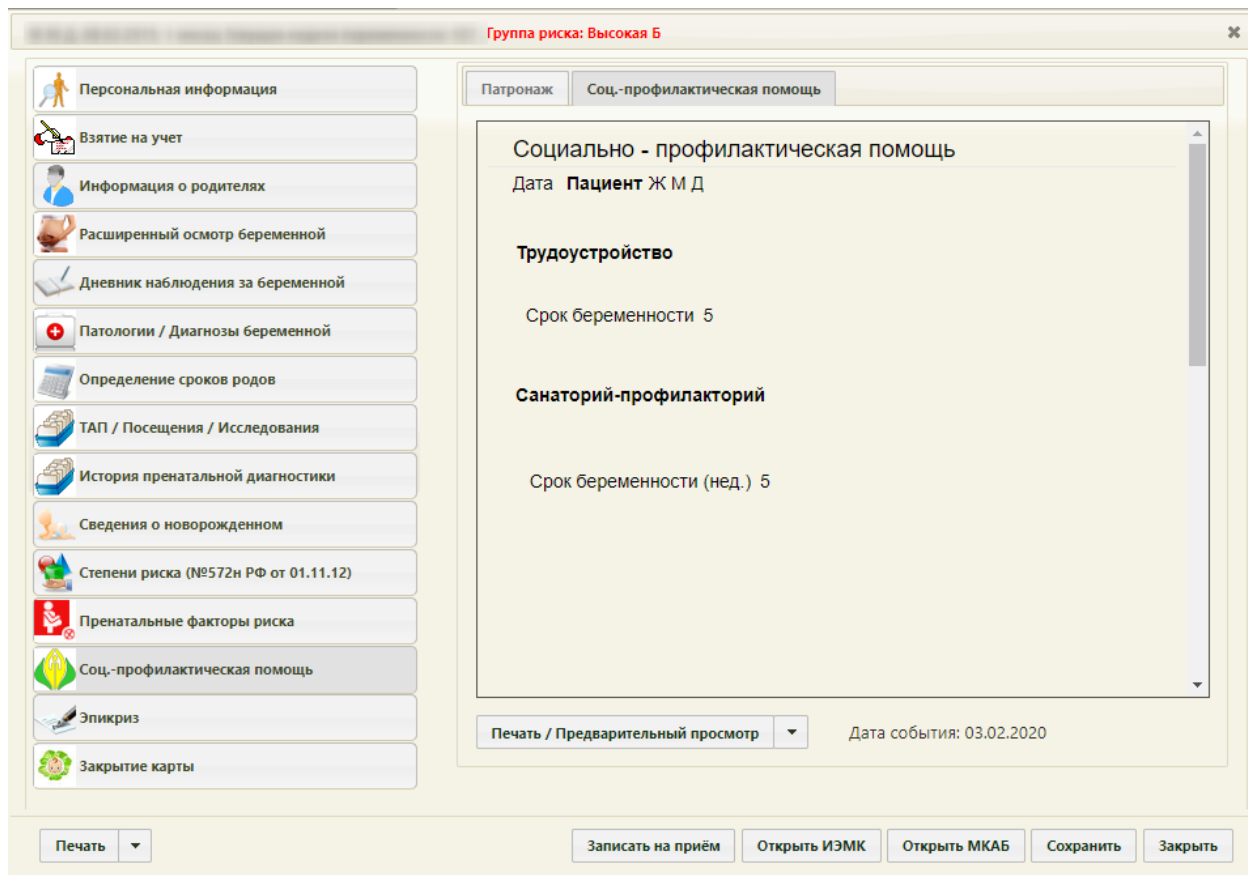 Группа риска: Высокая Б
Персональная информация
Взятие на учет
Информация о родителях
Расширенный осмотр беременной
Дневник наблюдения за беременной
Патологии / Диагнозы беременной
Определение сроков родов
ТАП / Посещения / Исследования
История пренатальной диагностики
Сведения о новорожденном
Степени риска (№572н РФ от 01.11.12)
Пренатальные факторы риска
Соц.-профилактическая помощь
Эпикриз
Закрытие карты
Патронаж Соц.-профилактическая помощь
Социально - профилактическая помощь
Дата Пациент Ж М Д
Трудоустройство
Срок беременности 5
Санаторий-профилакторий
Срок беременности (нед.) 5
Печать / Предварительный просмотр Дата события: 03.02.2020
Печать Записать на приём Открыть ИЭМК Открыть МКАБ Сохранить Закрыть